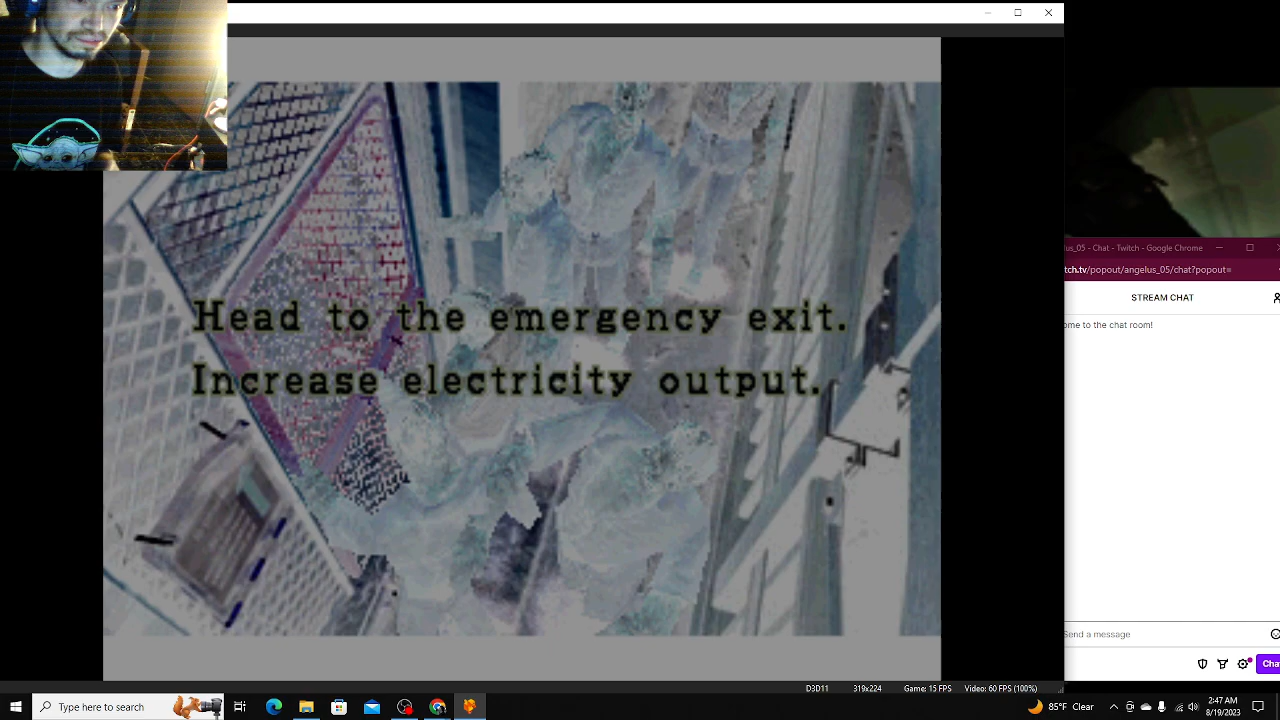 us_05 - Chat - Twitch - Google Chrome
tch.tv/popout/angelus_05/chat?popout=
STREAM CHAT
ome to the chat room!
Head to the emergency exit.
Increase electricity output.
Send a message
Cha
D3D11
319x224
Game: 15 FPS
Video: 60 FPS (100%)
Type here to search
85°F
2:47 AM
8/19/2023